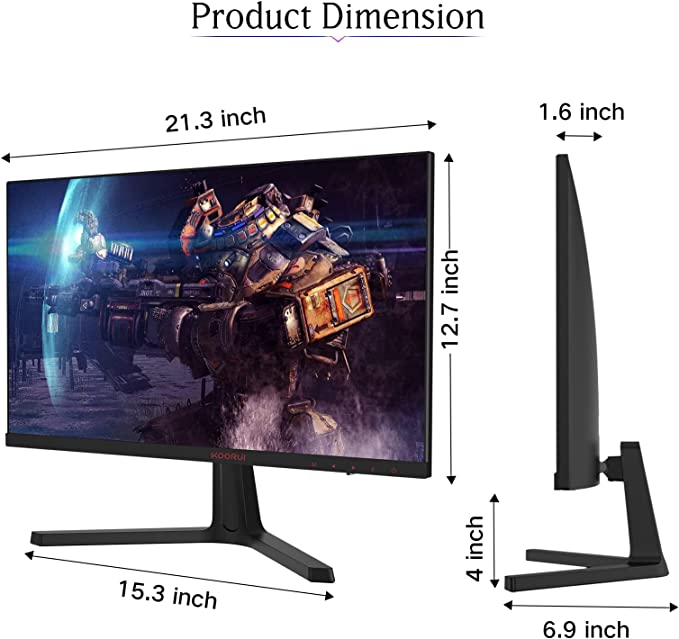 Product Dimension
21.3 inch
1.6 inch
12.7 inch
KOORUI
4 inch
15.3 inch
6.9 inch